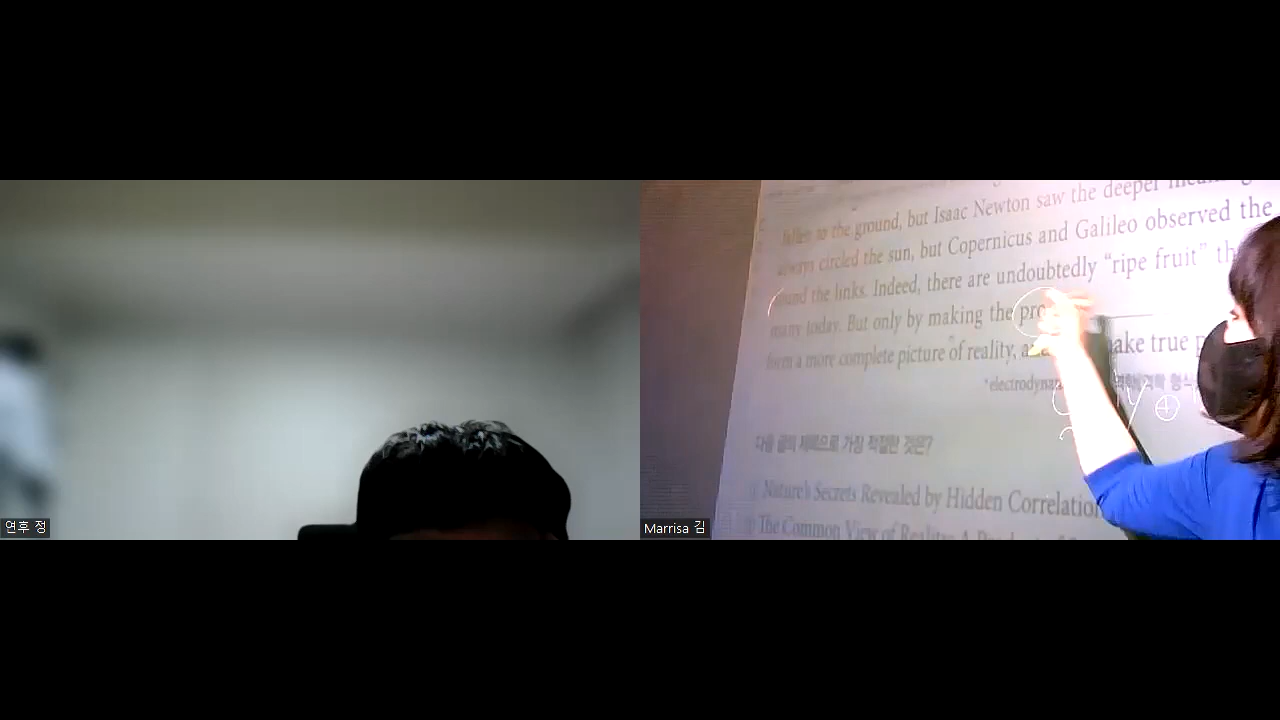 fallen to the ground, but Isaac Newton saw the deeper
always circled the sun, but Copernicus and Galileo observed the
found the links. Indeed, there are undoubtedly “ripe fruit” th
many today. But only by making the pro
form a more complete picture of reality, a ake true p
*electrodyna
다음 글의 제목으로 가장 적절한 것은?
① Nature's Secrets Revealed by Hidden Correlation
② The Common View of Reality: A
연후 정
Marrisa 김